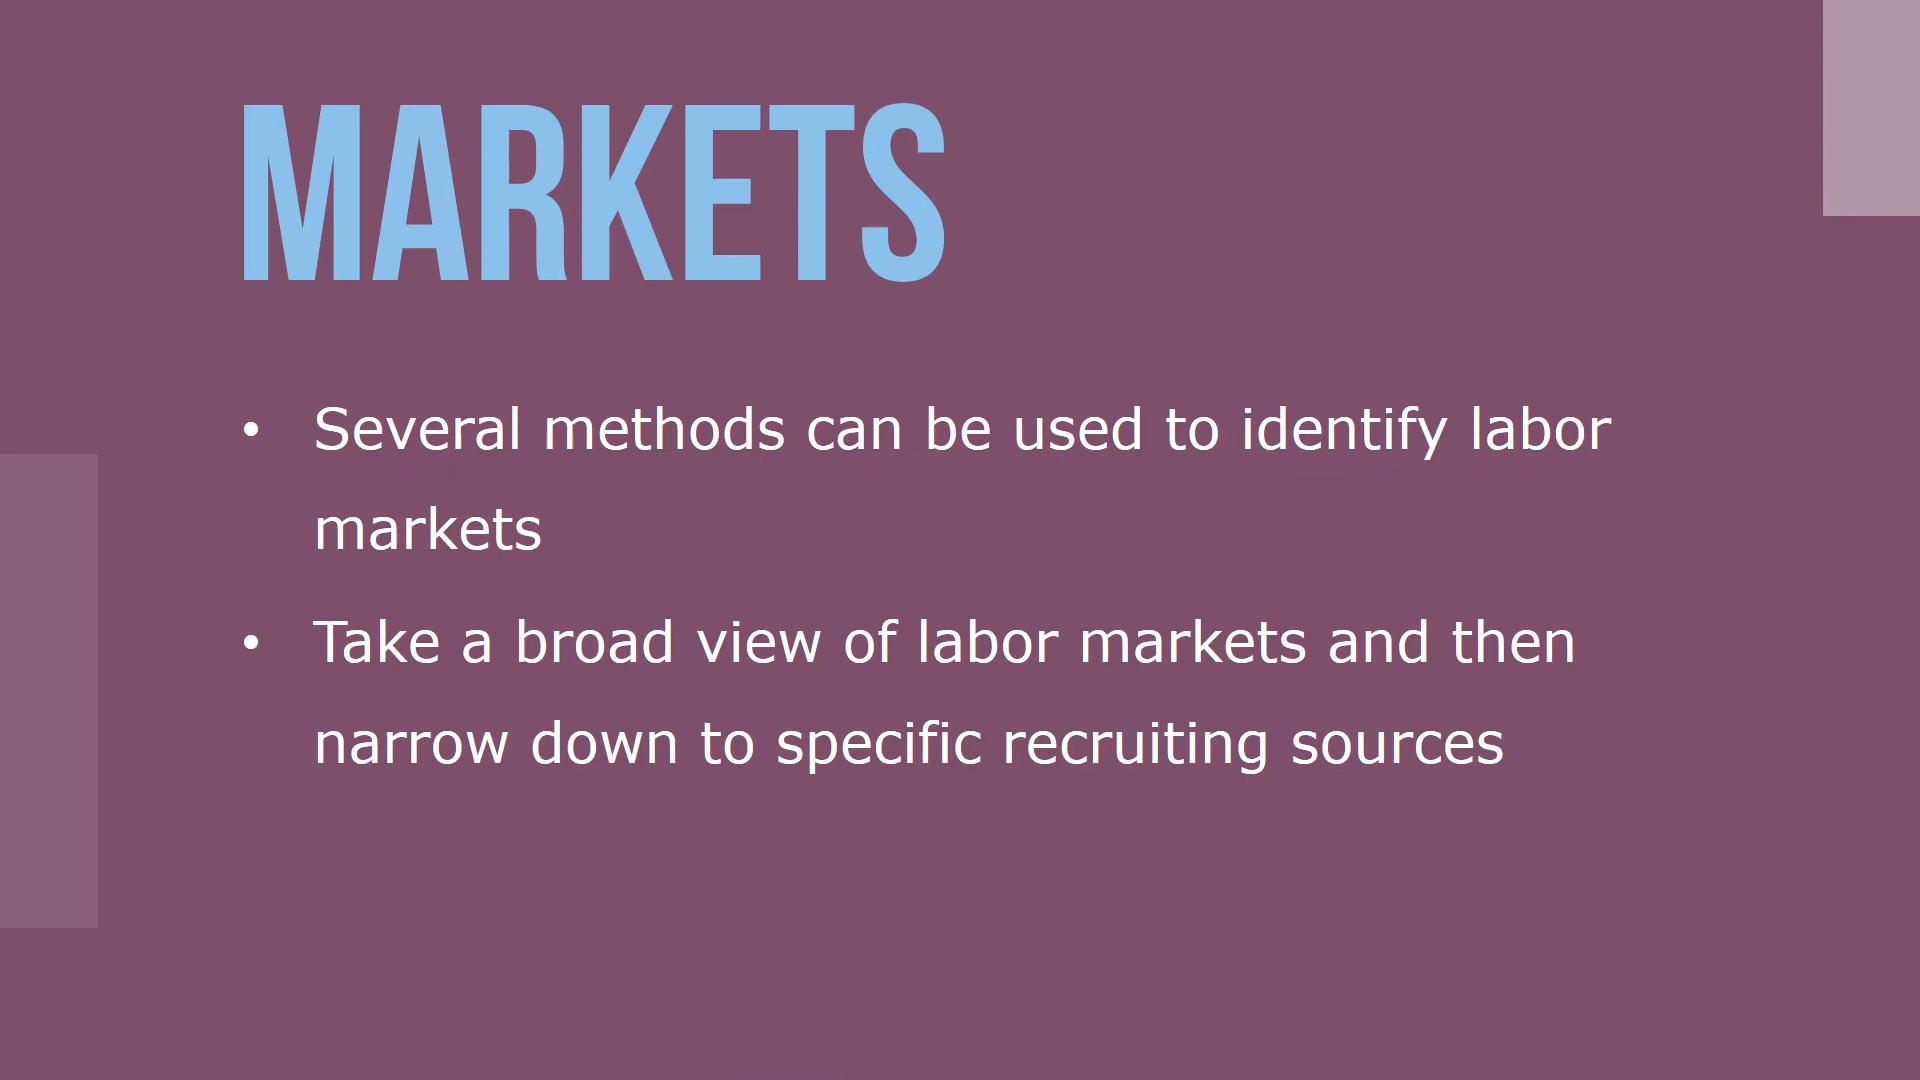 MARKETS
• Several methods can be used to identify labor
markets
• Take a broad view of labor markets and then
narrow down to specific recruiting sources